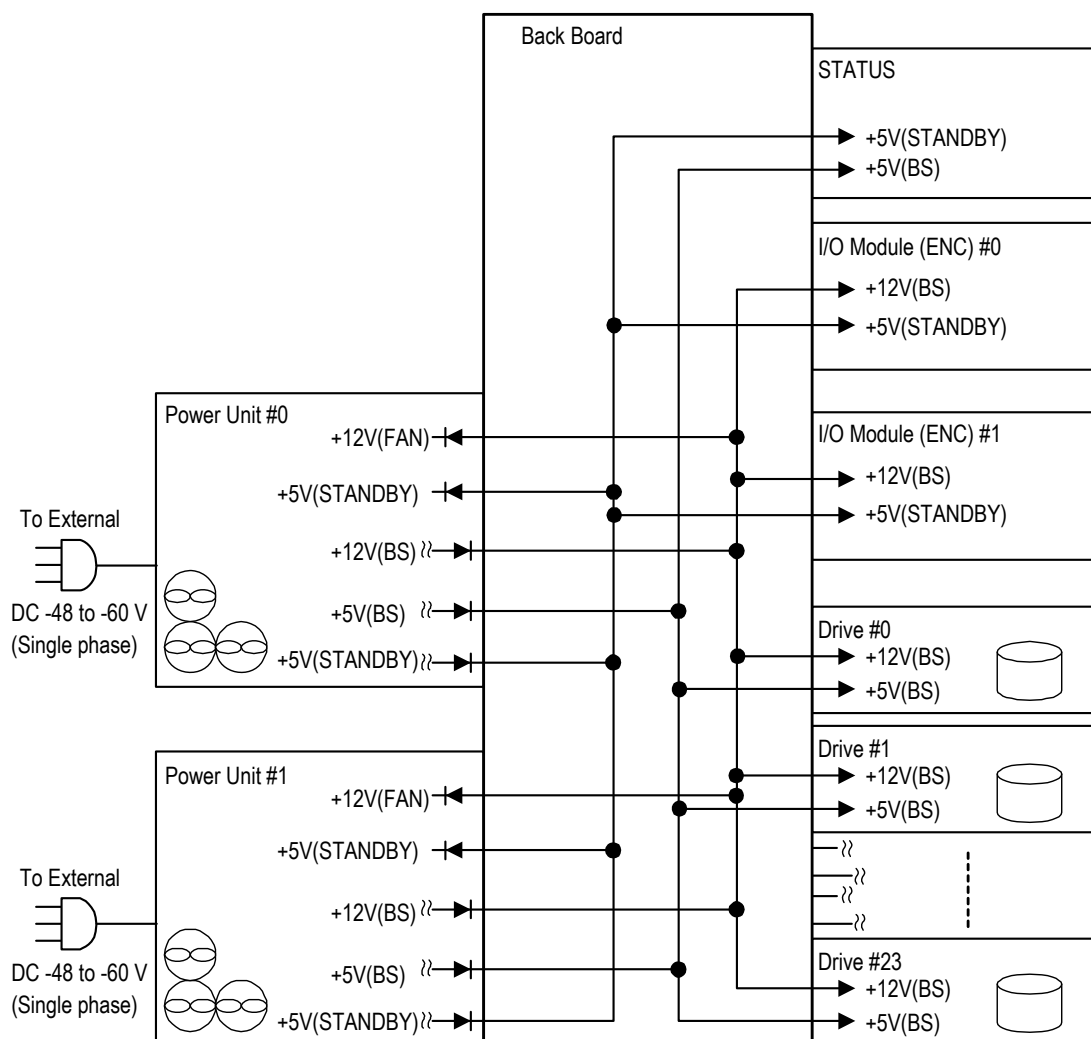 Back Board
STATUS
+5V(STANDBY)
+5V(BS)
I/O Module (ENC) #0
+12V(BS)
+5V(STANDBY)
Power Unit #0
+12V(FAN)
+5V(STANDBY)
+12V(BS)
+5V(BS)
+5V(STANDBY)
To External
DC -48 to -60 V
(Single phase)
I/O Module (ENC) #1
+12V(BS)
+5V(STANDBY)
Drive #0
+12V(BS)
+5V(BS)
Power Unit #1
+12V(FAN)
+5V(STANDBY)
+12V(BS)
+5V(BS)
+5V(STANDBY)
To External
DC -48 to -60 V
(Single phase)
Drive #1
+12V(BS)
+5V(BS)
Drive #23
+12V(BS)
+5V(BS)